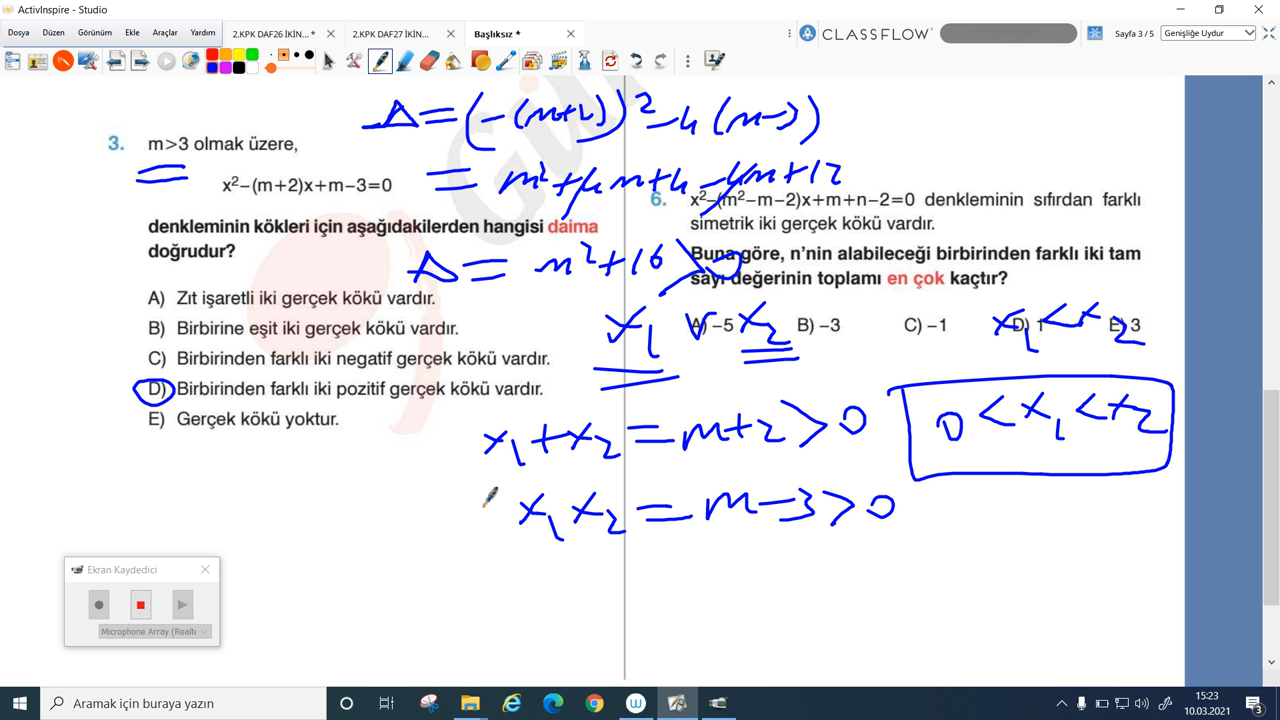 ActivInspire - Studio
Dosya Düzen Görünüm Ekle Araçlar Yardım
2.KPK DAF26 İKİN... * 2.KPK DAF27 İKİN... Başlıksız *
CLASSFLOW
Sayfa 3 / 5 Genişliğe Uydur
Δ=(-(m+2))²-4(m-3)
= m²+4m+4-4m+12
Δ= m²+16>0
x₁ v x₂
x₁<x₂
x₁+x₂=m+2>0
0<x₁<x₂
x₁x₂=m-3>0
3. m>3 olmak üzere,
x²–(m+2)x+m–3=0
denkleminin kökleri için aşağıdakilerden hangisi daima
doğrudur?
A) Zıt işaretli iki gerçek kökü vardır.
B) Birbirine eşit iki gerçek kökü vardır.
C) Birbirinden farklı iki negatif gerçek kökü vardır.
D) Birbirinden farklı iki pozitif gerçek kökü vardır.
E) Gerçek kökü yoktur.
6. x²–(m²–m–2)x+m+n–2=0 denkleminin sıfırdan farklı
simetrik iki gerçek kökü vardır.
Buna göre, n'nin alabileceği birbirinden farklı iki tam
sayı değerinin toplamı en çok kaçtır?
A) –5 B) –3 C) –1 D) 1 E) 3
Ekran Kaydedici
Microphone Array (Realt
Aramak için buraya yazın
15:23
10.03.2021
3